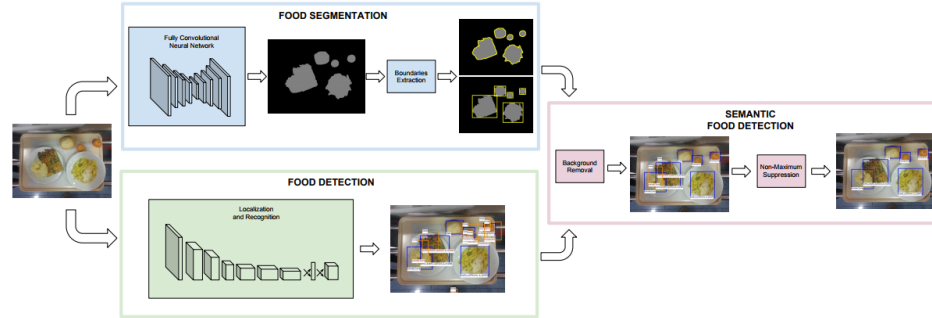 FOOD SEGMENTATION
Fully Convolutional
Neural Network
Boundaries
Extraction
SEMANTIC
FOOD DETECTION
Background
Removal
Non-Maximum
Suppression
FOOD DETECTION
Localization
and Recognition